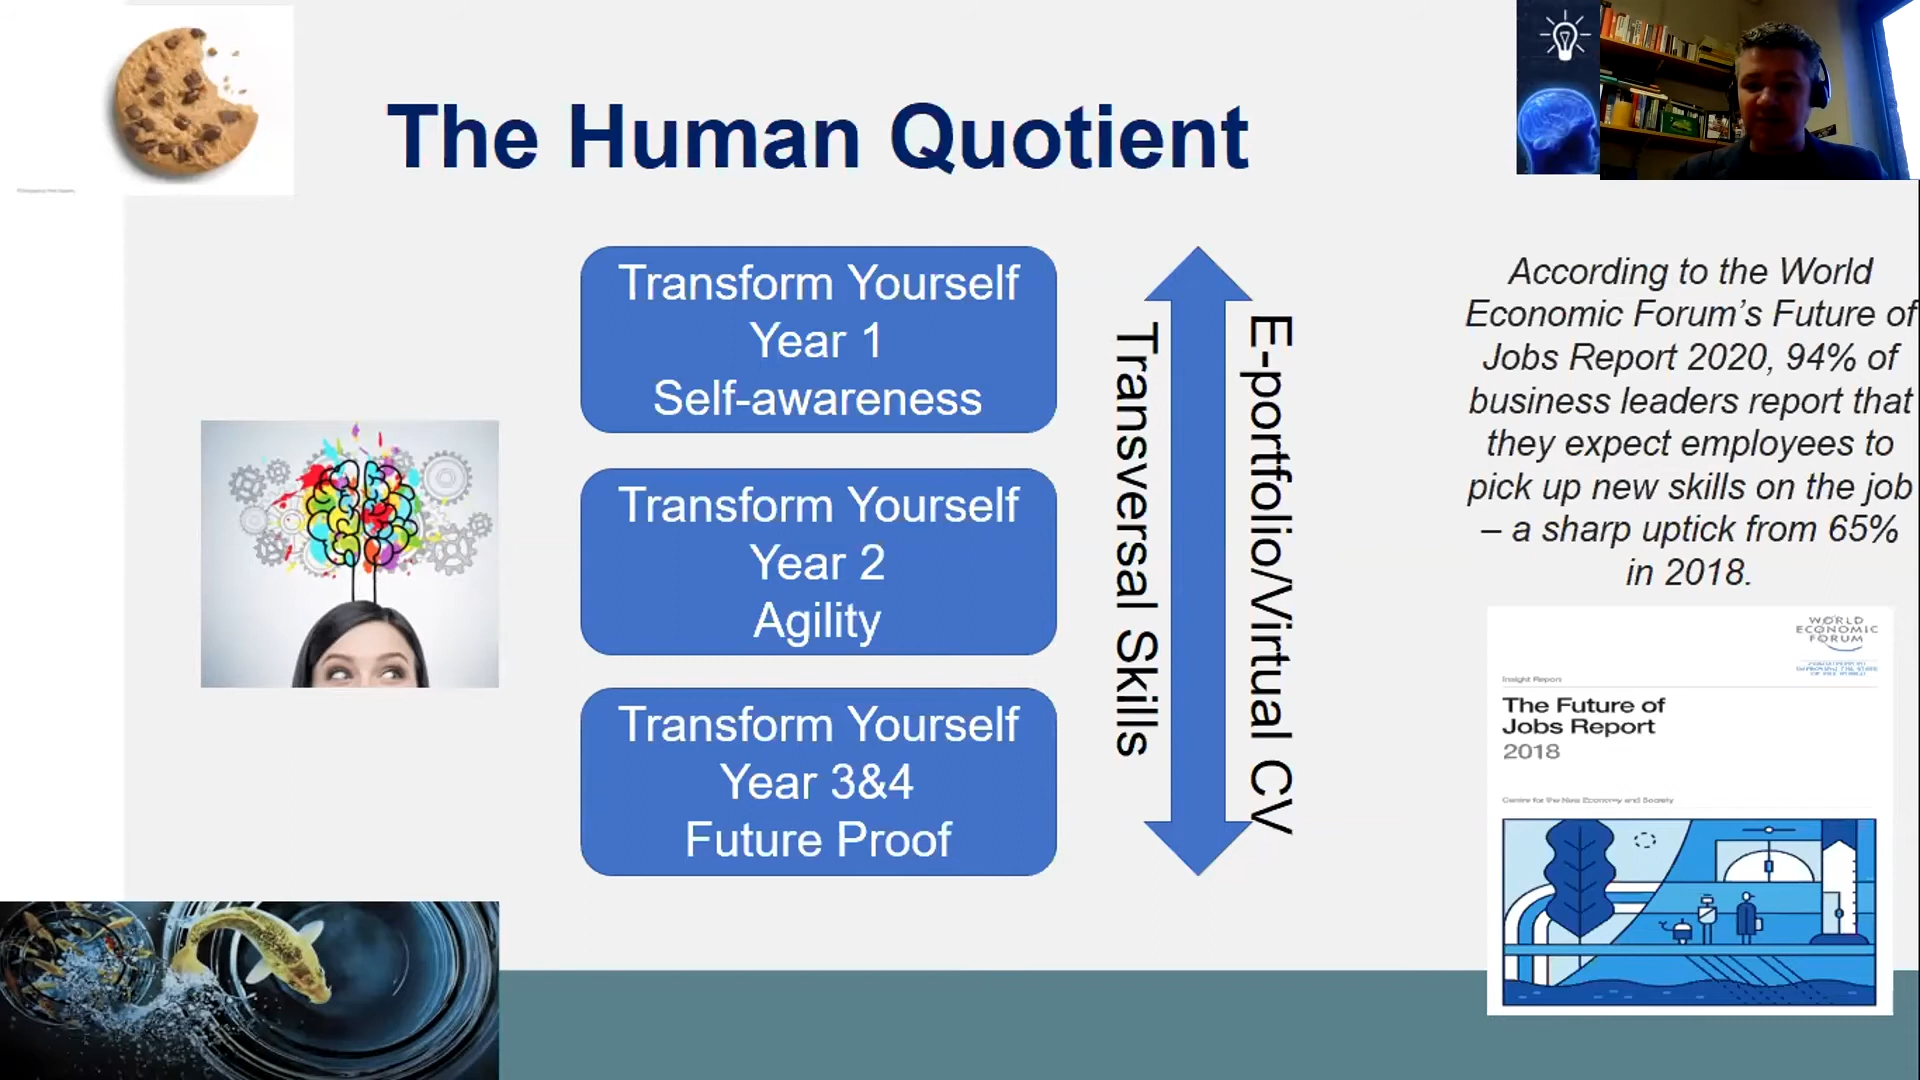 The Human Quotient
Transform Yourself
Year 1
Self-awareness
Transform Yourself
Year 2
Agility
Transform Yourself
Year 3&4
Future Proof
Transversal Skills
E-portfolio/Virtual CV
According to the World
Economic Forum’s Future of
Jobs Report 2020, 94% of
business leaders report that
they expect employees to
pick up new skills on the job
– a sharp uptick from 65%
in 2018.
WORLD
ECONOMIC
FORUM
Insight Report
The Future of
Jobs Report
2018
Centre for the New Economy and Society